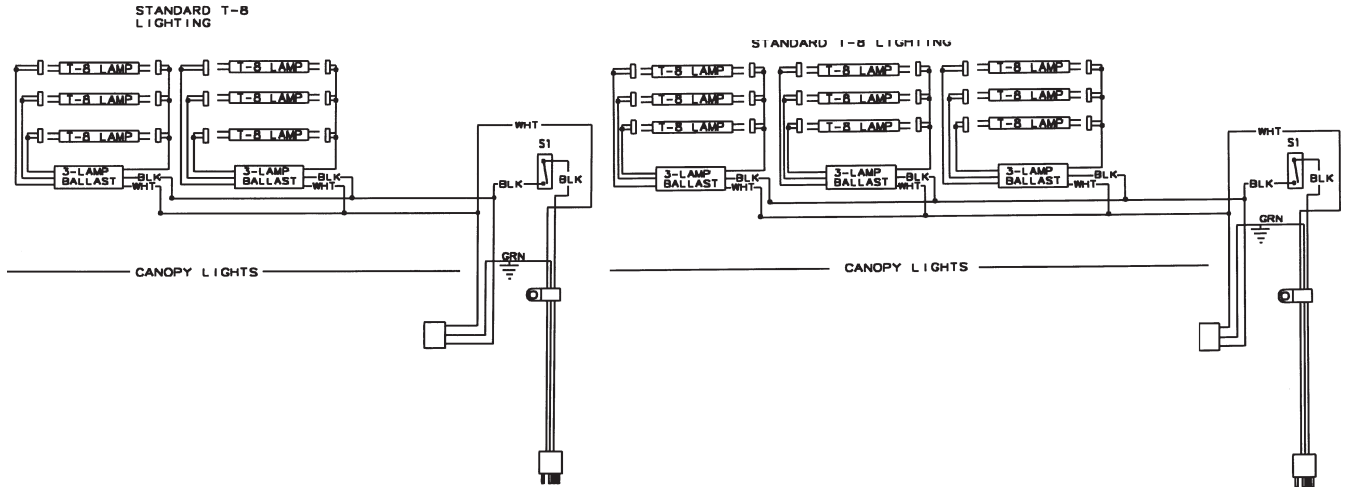 STANDARD T-8
LIGHTING
T-8 LAMP T-8 LAMP
T-8 LAMP T-8 LAMP
T-8 LAMP T-8 LAMP
3-LAMP
BALLAST
BLK
WHT
3-LAMP
BALLAST
BLK
WHT
WHT
S1
BLK
BLK
GRN
CANOPY LIGHTS
STANDARD T-8 LIGHTING
T-8 LAMP T-8 LAMP T-8 LAMP
T-8 LAMP T-8 LAMP T-8 LAMP
T-8 LAMP T-8 LAMP T-8 LAMP
3-LAMP
BALLAST
BLK
WHT
3-LAMP
BALLAST
BLK
WHT
3-LAMP
BALLAST
BLK
WHT
WHT
S1
BLK
BLK
GRN
CANOPY LIGHTS